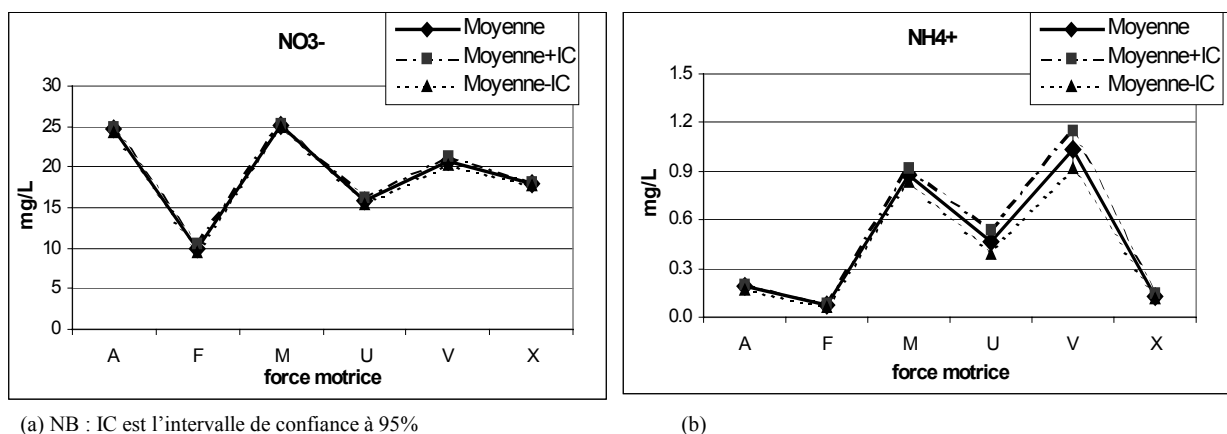 NO3-
Moyenne
Moyenne+IC
Moyenne-IC
30
25
20
15
10
5
0
mg/L
A F M U V X
force motrice
NH4+
Moyenne
Moyenne+IC
Moyenne-IC
1.5
1.2
0.9
0.6
0.3
0.0
mg/L
A F M U V X
force motrice
(a) NB : IC est l'intervalle de confiance à 95%
(b)